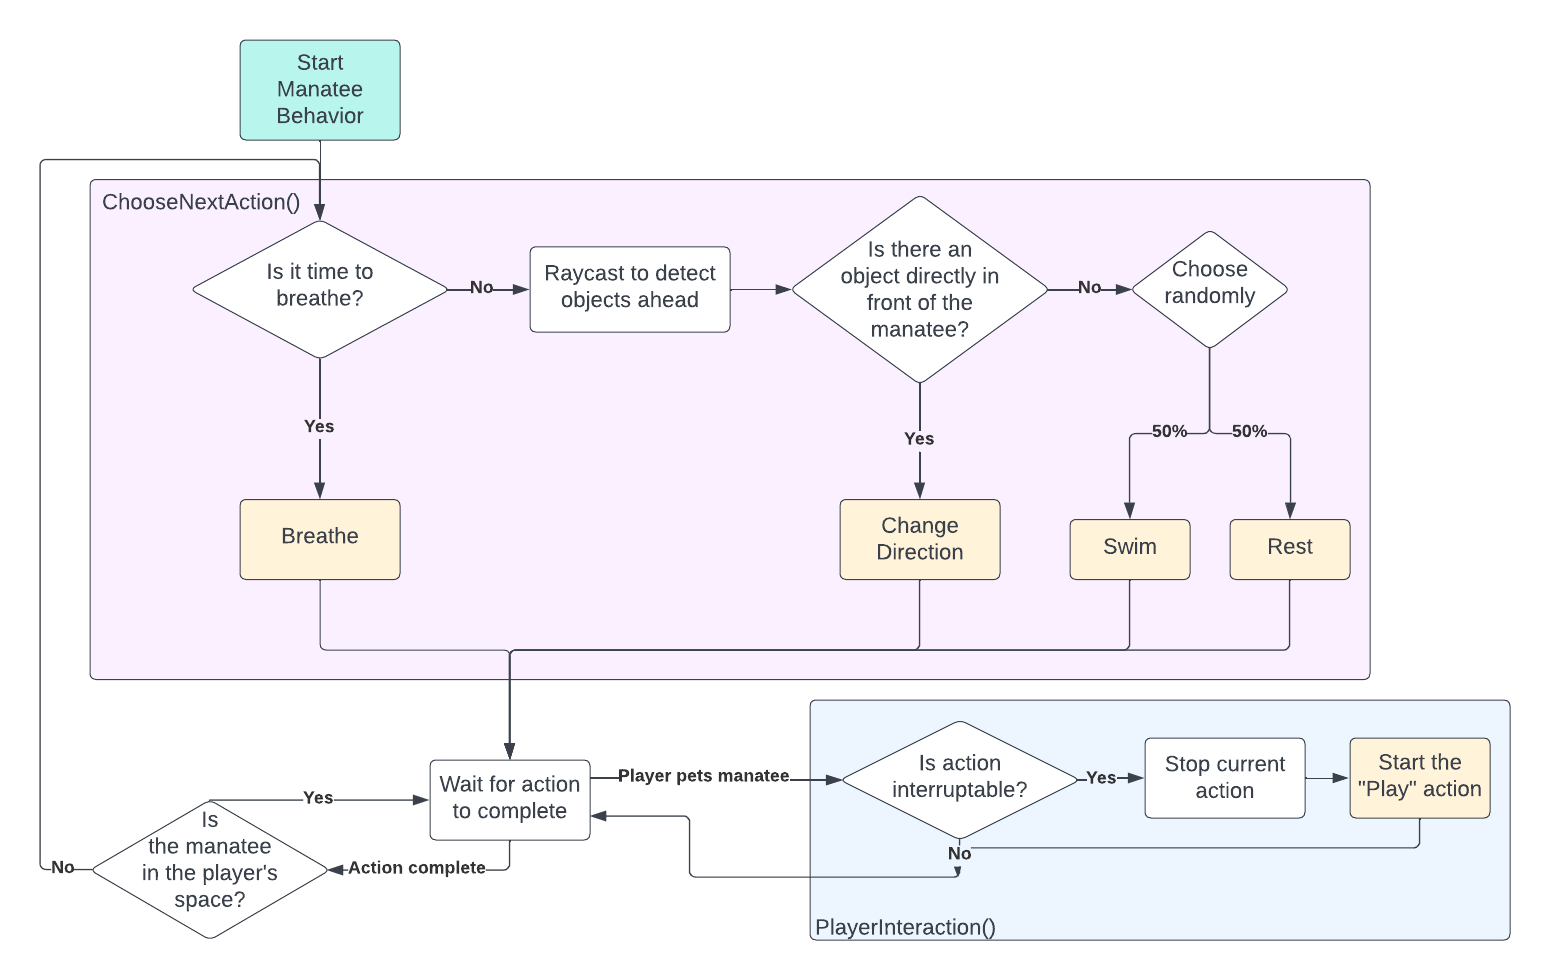 Start
Manatee
Behavior
ChooseNextAction()
Is it time to
breathe?
No
Raycast to detect
objects ahead
Is there an
object directly in
front of the
manatee?
No
Choose
randomly
Yes
Yes
50%
50%
Breathe
Change
Direction
Swim
Rest
Wait for action
to complete
Player pets manatee
Is action
interruptable?
Yes
Stop current
action
Start the
"Play" action
Yes
Is
the manatee
in the player's
space?
No
Action complete
No
PlayerInteraction()